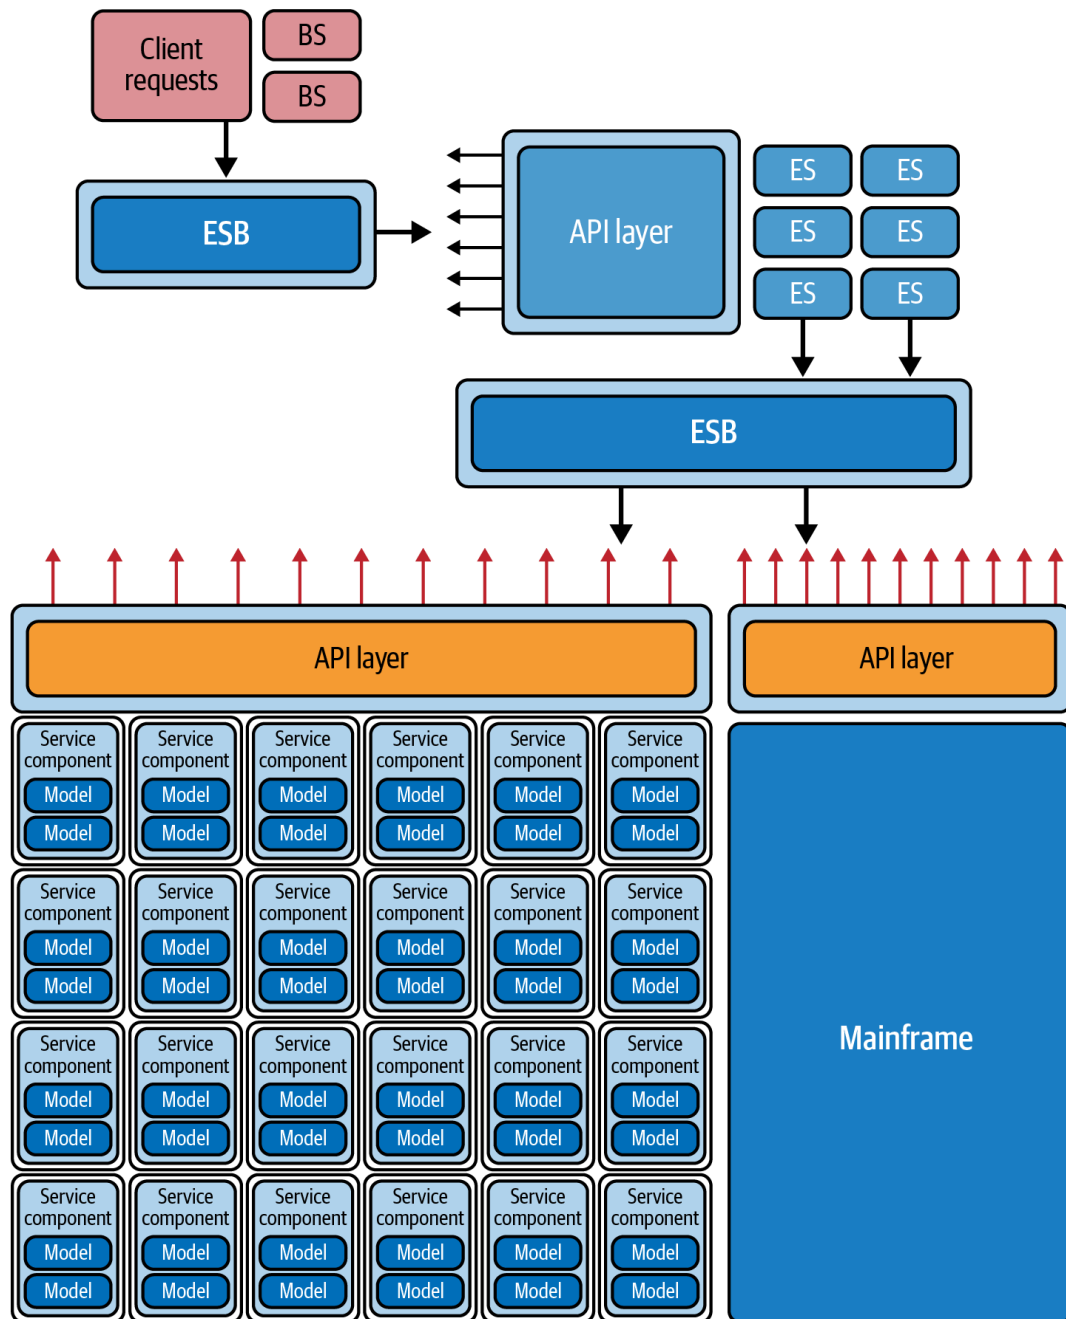 Client
requests
BS
BS
ESB
API layer
ES
ES
ES
ES
ES
ES
ESB
API layer
API layer
Service
component
Model
Model
Service
component
Model
Model
Service
component
Model
Model
Service
component
Model
Model
Service
component
Model
Model
Service
component
Model
Model
Service
component
Model
Model
Service
component
Model
Model
Service
component
Model
Model
Service
component
Model
Model
Service
component
Model
Model
Service
component
Model
Model
Service
component
Model
Model
Service
component
Model
Model
Service
component
Model
Model
Service
component
Model
Model
Service
component
Model
Model
Service
component
Model
Model
Service
component
Model
Model
Service
component
Model
Model
Service
component
Model
Model
Service
component
Model
Model
Service
component
Model
Model
Service
component
Model
Model
Mainframe